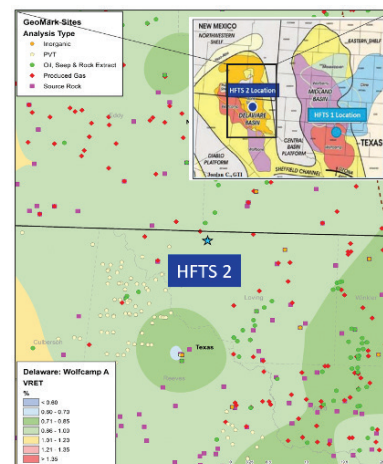 GeoMark Sites
Analysis Type
Inorganic
PVT
Oil, Seep & Rock Extract
Produced Gas
Source Rock
NEW MEXICO
NORTHWESTERN
SHELF
EASTERN SHELF
HFTS 2 Location
MIDLAND
BASIN
DELAWARE
BASIN
HFTS 1 Location
TEXAS
CENTRAL
BASIN
PLATFORM
DIABLO
PLATFORM
SHEFFIELD CHANNEL
Jordan C., GTI
Eddy
HFTS 2
Loving
Winkler
Culberson
Texas
Reeves
Delaware: Wolfcamp A
VRET
%
< 0.60
0.60 - 0.70
0.71 - 0.85
0.86 - 1.00
1.01 - 1.20
1.21 - 1.35
> 1.35